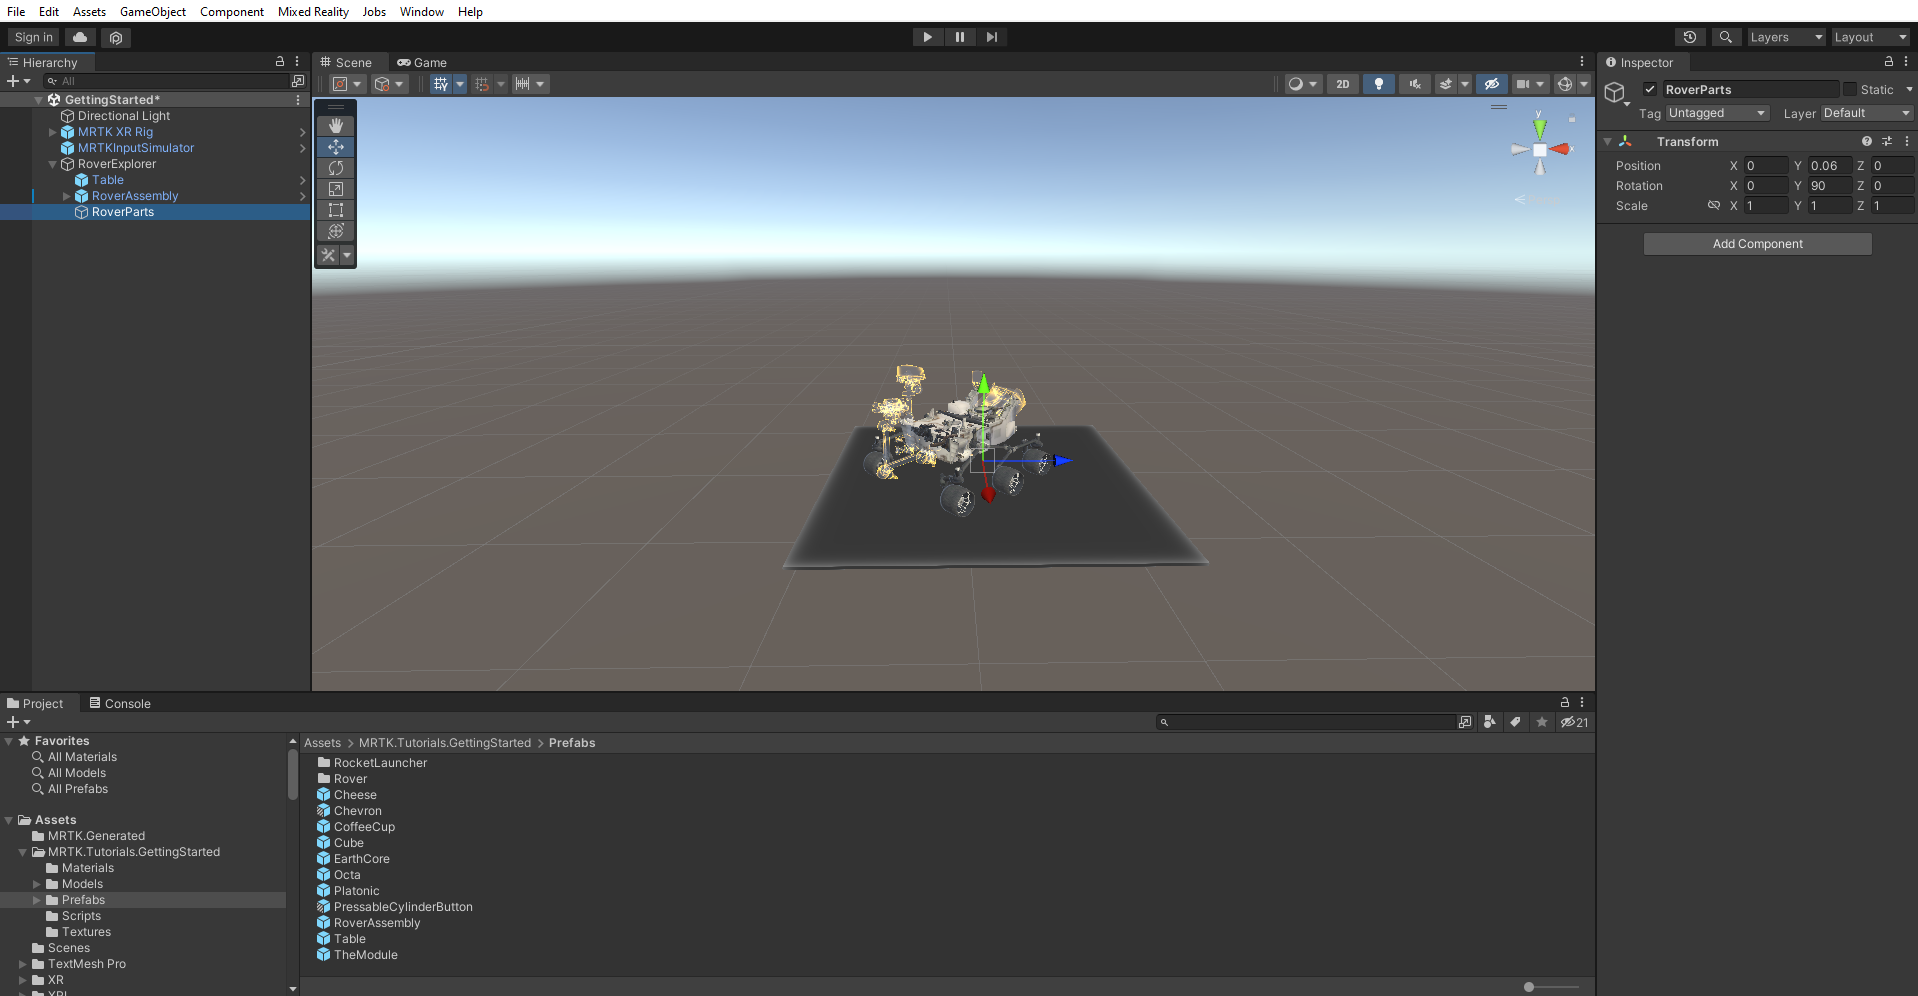 File Edit Assets GameObject Component Mixed Reality Jobs Window Help
Sign in
Layers
Layout
Hierarchy
All
GettingStarted*
Directional Light
MRTK XR Rig
MRTKInputSimulator
RoverExplorer
Table
RoverAssembly
RoverParts
Scene
Game
2D
y
x
Inspector
RoverParts
Static
Tag Untagged Layer Default
Transform
Position X 0 Y 0.06 Z 0
Rotation X 0 Y 90 Z 0
Scale X 1 Y 1 Z 1
Add Component
Project
Console
21
Favorites
All Materials
All Models
All Prefabs
Assets
MRTK.Generated
MRTK.Tutorials.GettingStarted
Materials
Models
Prefabs
Scripts
Textures
Scenes
TextMesh Pro
XR
XRI
Assets > MRTK.Tutorials.GettingStarted > Prefabs
RocketLauncher
Rover
Cheese
Chevron
CoffeeCup
Cube
EarthCore
Octa
Platonic
PressableCylinderButton
RoverAssembly
Table
TheModule